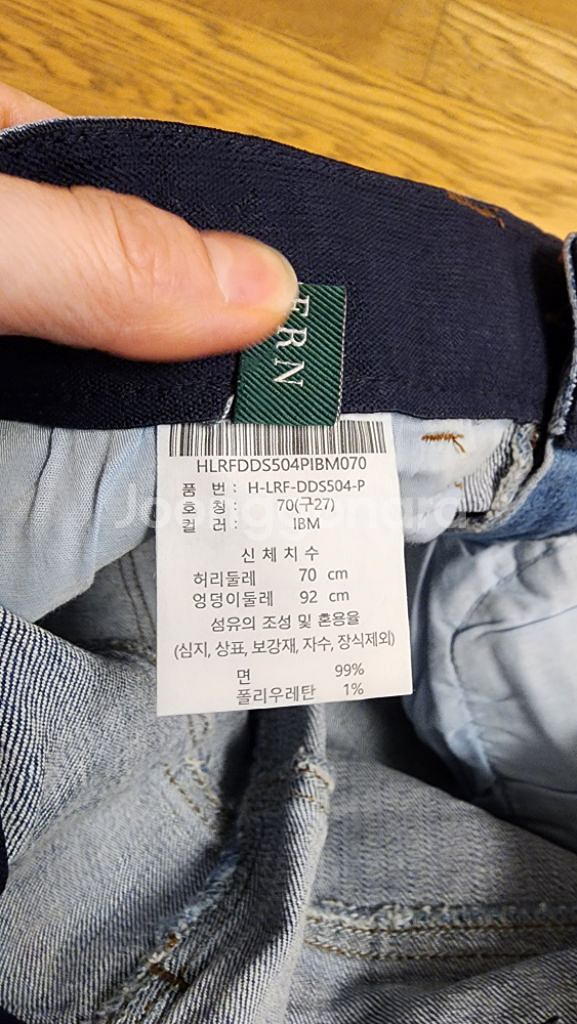 ERN
HLRFDDS504PIBM070
품 번 : H-LRF-DDS504-P
호 칭 : 70(구27)
컬 러 : IBM
Joonggonara
신 체 치 수
허리둘레 70 cm
엉덩이둘레 92 cm
섬유의 조성 및 혼용율
(심지, 상표, 보강재, 자수, 장식제외)
면 99%
폴리우레탄 1%